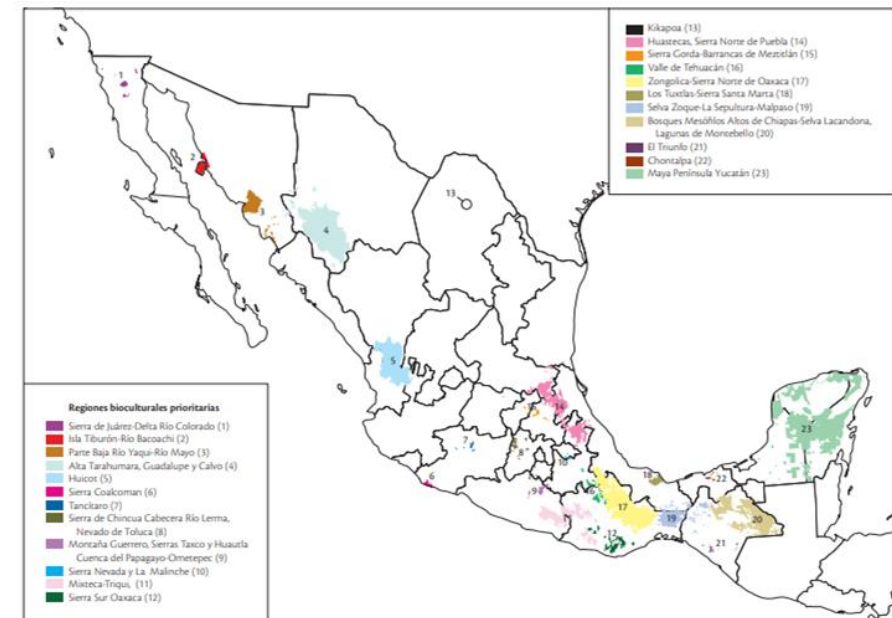 Kikapoa (13)
Huastecas, Sierra Norte de Puebla (14)
Sierra Gorda-Barrancas de Meztitlán (15)
Valle de Tehuacán (16)
Zongolica-Sierra Norte de Oaxaca (17)
Los Tuxtlas-Sierra Santa Marta (18)
Selva Zoque-La Sepultura-Malpaso (19)
Bosques Mesófilos Altos de Chiapas-Selva Lacandona,
Lagunas de Montebello (20)
El Triunfo (21)
Chontalpa (22)
Maya Península Yucatán (23)
1
2
3
4
13
5
14
23
7
8
6
10
9
16
17
18
22
19
20
12
21
Regiones bioculturales prioritarias
Sierra de Juárez-Delta Río Colorado (1)
Isla Tiburón-Río Bacoachi (2)
Parte Baja Río Yaqui-Río Mayo (3)
Alta Tarahumara, Guadalupe y Calvo (4)
Huicot (5)
Sierra Coalcoman (6)
Tancítaro (7)
Sierra de Chincua Cabecera Río Lerma,
Nevado de Toluca (8)
Montaña Guerrero, Sierras Taxco y Huautla
Cuenca del Papagayo-Ometepec (9)
Sierra Nevada y La Malinche (10)
Mixteca-Triqui, (11)
Sierra Sur Oaxaca (12)